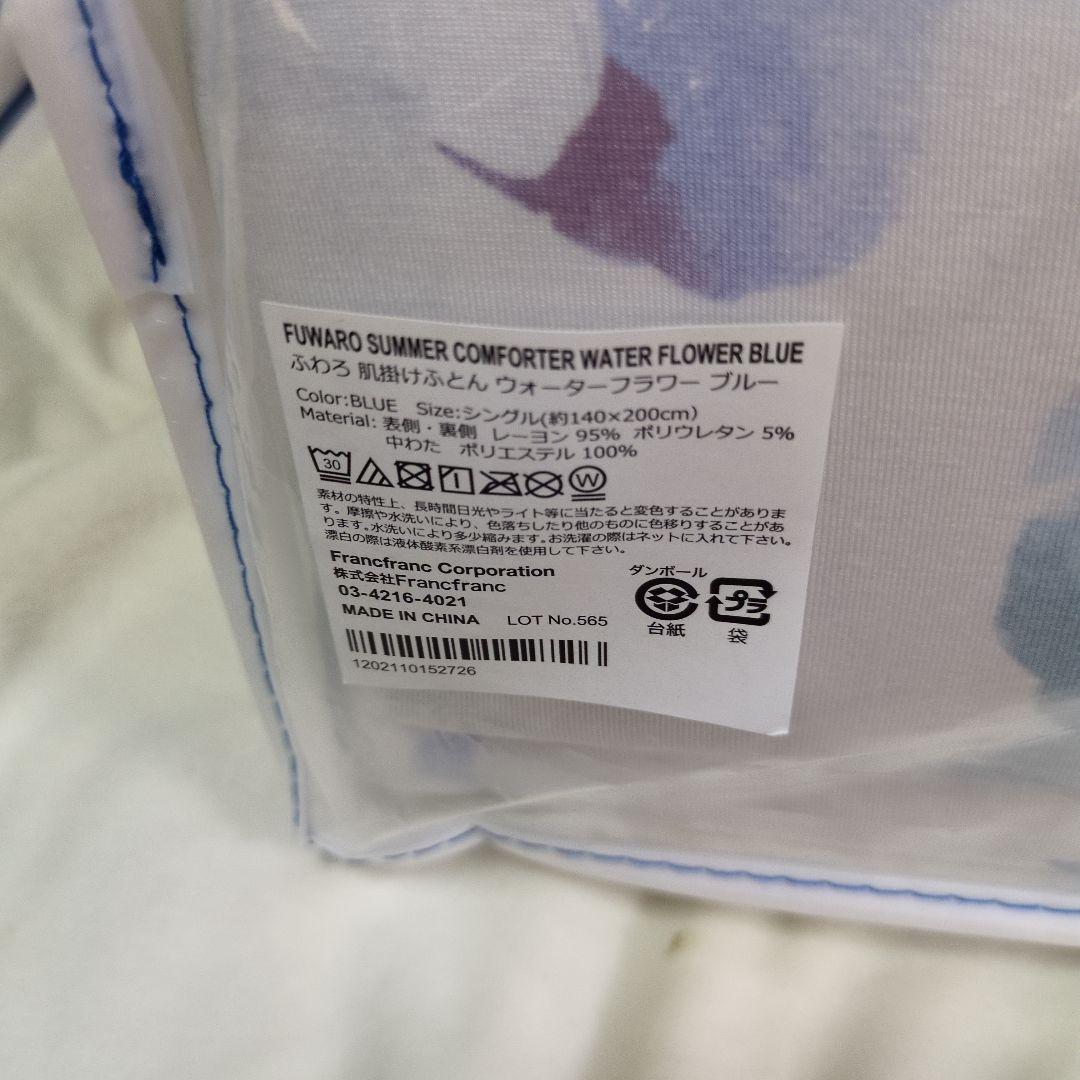 FUWARO SUMMER COMFORTER WATER FLOWER BLUE
ふわろ 肌掛けふとん ウォーターフラワー ブルー
Color:BLUE Size:シングル(約140×200cm)
Material: 表側・裏側 レーヨン 95% ポリウレタン 5%
中わた ポリエステル 100%
30 W
素材の特性上、長時間日光やライト等に当たると変色することがありま
す。摩擦や水洗いにより、色落ちしたり他のものに色移りすることがあ
ります。水洗いにより多少縮みます。お洗濯の際はネットに入れて下さい。
漂白の際は液体酸素系漂白剤を使用して下さい。
Francfranc Corporation
株式会社Francfranc
03-4216-4021
MADE IN CHINA LOT No.565
1202110152726
ダンボール
台紙
プラ
袋